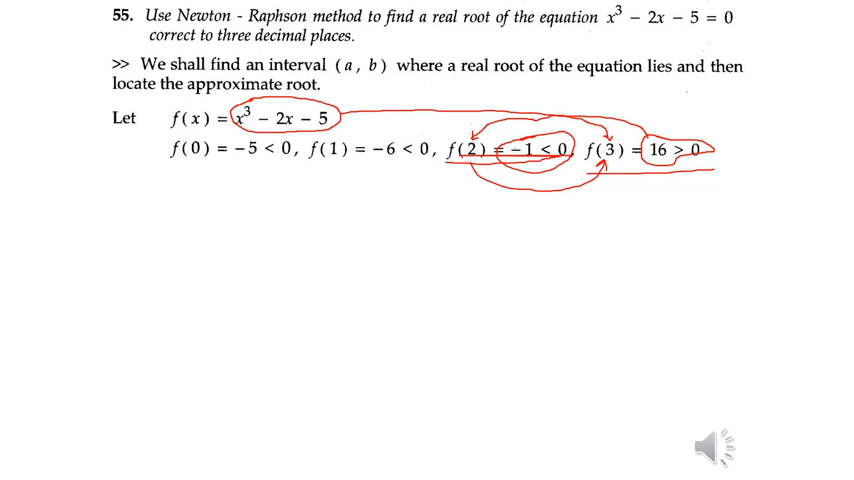 55. Use Newton - Raphson method to find a real root of the equation x³ − 2x − 5 = 0
correct to three decimal places.
>> We shall find an interval (a, b) where a real root of the equation lies and then
locate the approximate root.
Let f(x) = x³ − 2x − 5
f(0) = −5 < 0, f(1) = −6 < 0, f(2) = −1 < 0, f(3) = 16 > 0